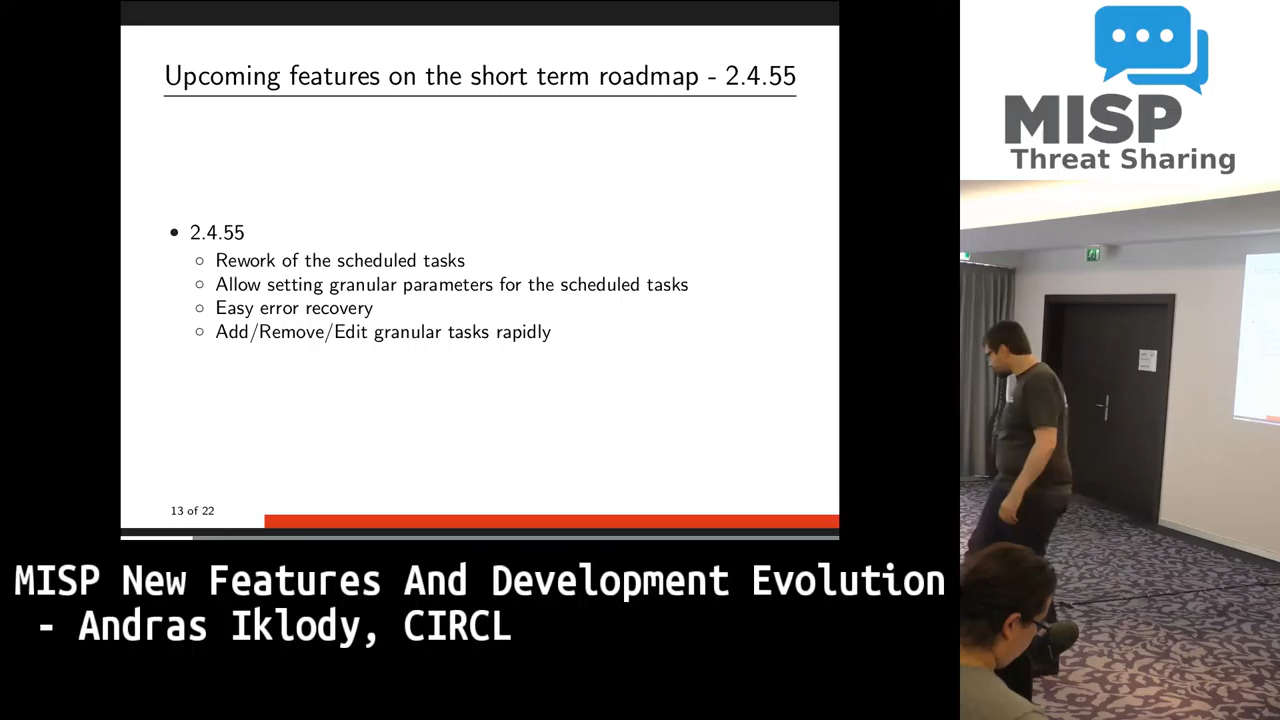 Upcoming features on the short term roadmap - 2.4.55
• 2.4.55
○ Rework of the scheduled tasks
○ Allow setting granular parameters for the scheduled tasks
○ Easy error recovery
○ Add/Remove/Edit granular tasks rapidly
13 of 22
MISP New Features And Development Evolution
- Andras Iklody, CIRCL
MISP
Threat Sharing